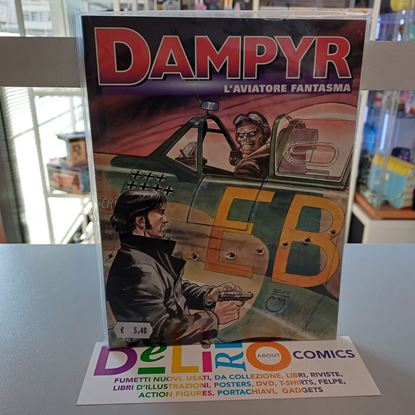 DAMPYR
L'AVIATORE FANTASMA
EB
€ 5,40
DeLiRiO ABOUT COMICS
FUMETTI NUOVI, USATI, DA COLLEZIONE, LIBRI, RIVISTE,
LIBRI D'ILLUSTRAZIONI, POSTERS, DVD, T-SHIRTS, FELPE,
ACTION FIGURES, PORTACHIAVI, GADGETS